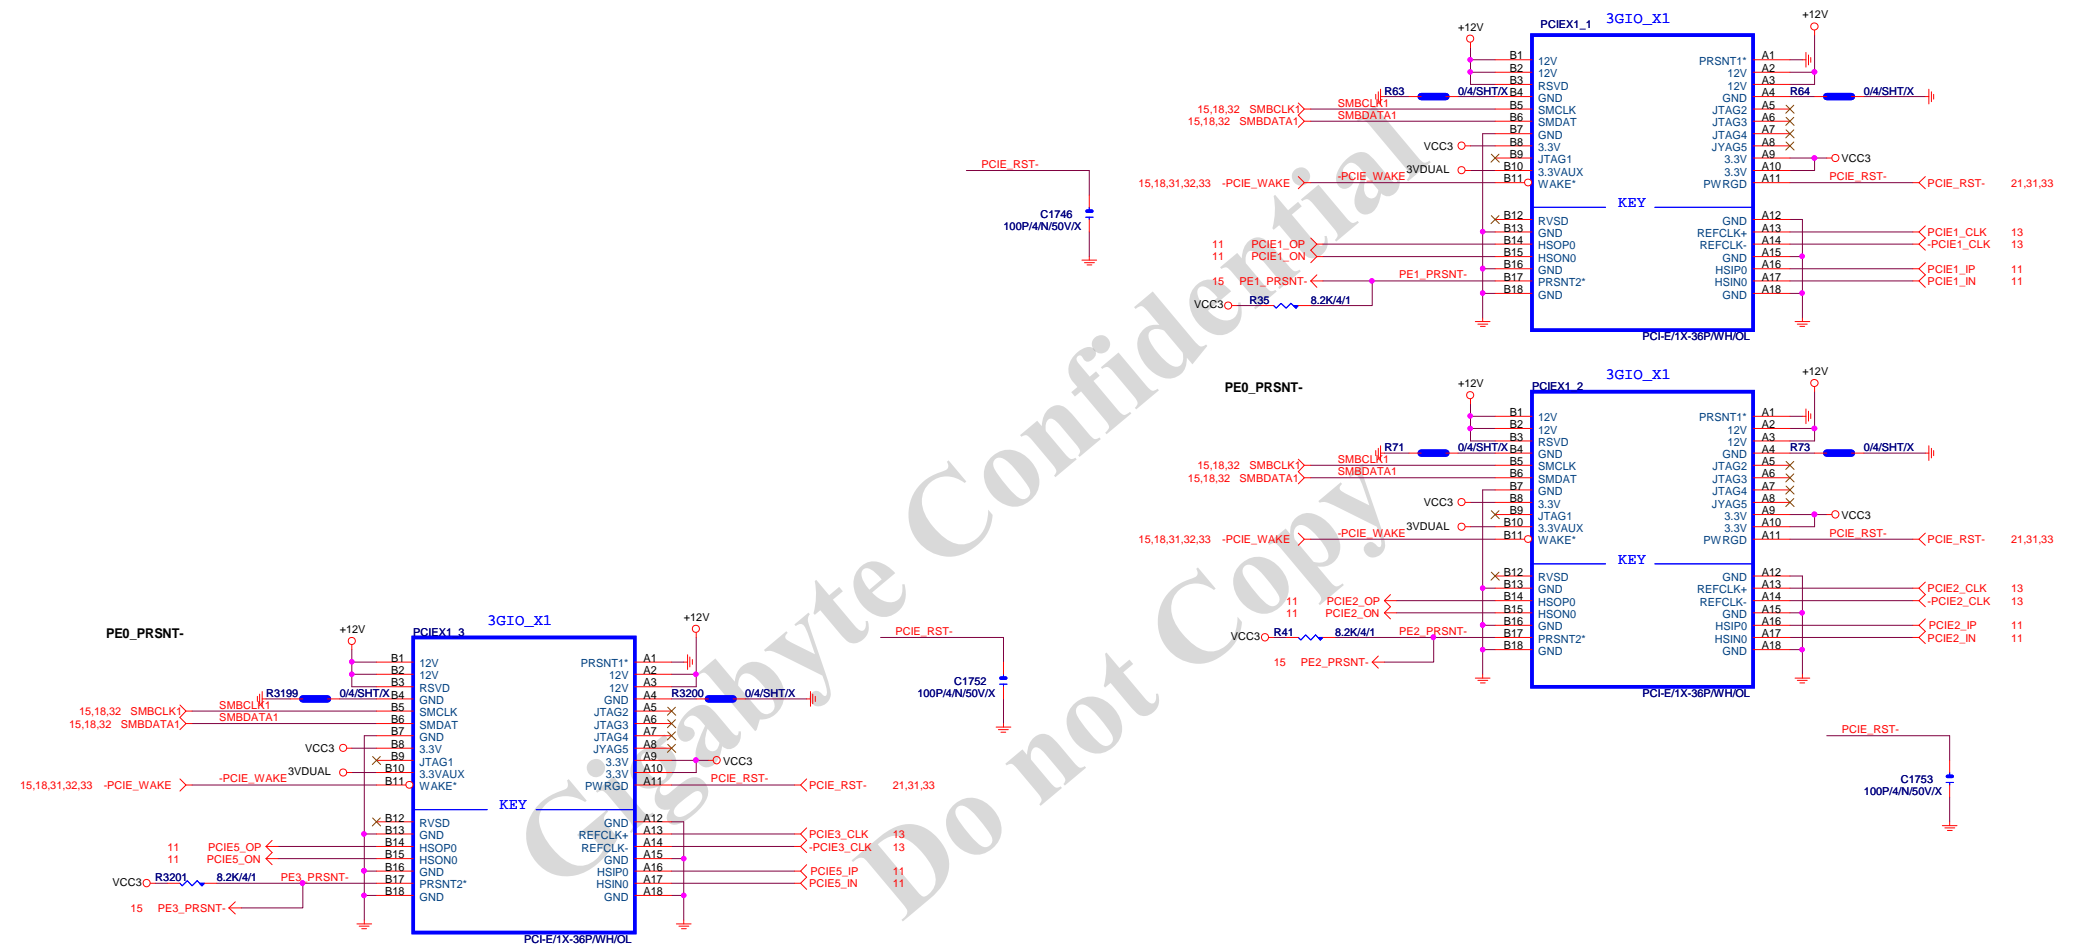 3GIO_X1
PCIEX1_1
+12V
+12V
B1 12V PRSNT1* A1
B2 12V 12V A2
B3 RSVD 12V A3
R63 0/4/SHT/X B4 GND GND A4 R64 0/4/SHT/X
15,18,32 SMBCLK1 SMBCLK1 B5 SMCLK JTAG2 A5
15,18,32 SMBDATA1 SMBDATA1 B6 SMDAT JTAG3 A6
B7 GND JTAG4 A7
VCC3 B8 3.3V JYAG5 A8
B9 JTAG1 3.3V A9 VCC3
3VDUAL B10 3.3VAUX 3.3V A10
15,18,31,32,33 -PCIE_WAKE -PCIE_WAKE B11 WAKE* PWRGD A11 PCIE_RST- PCIE_RST- 21,31,33
KEY
B12 RVSD GND A12
B13 GND REFCLK+ A13 PCIE1_CLK 13
11 PCIE1_OP B14 HSOP0 REFCLK- A14 -PCIE1_CLK 13
11 PCIE1_ON B15 HSON0 GND A15
B16 GND HSIP0 A16 PCIE1_IP 11
15 PE1_PRSNT- PE1_PRSNT- B17 PRSNT2* HSIN0 A17 PCIE1_IN 11
B18 GND GND A18
VCC3 R35 8.2K/4/1
PCI-E/1X-36P/WH/OL
PCIE_RST-
C1746
100P/4/N/50V/X
PE0_PRSNT-
3GIO_X1
PCIEX1_2
+12V
+12V
B1 12V PRSNT1* A1
B2 12V 12V A2
B3 RSVD 12V A3
R71 0/4/SHT/X B4 GND GND A4 R73 0/4/SHT/X
15,18,32 SMBCLK1 SMBCLK1 B5 SMCLK JTAG2 A5
15,18,32 SMBDATA1 SMBDATA1 B6 SMDAT JTAG3 A6
B7 GND JTAG4 A7
VCC3 B8 3.3V JYAG5 A8
B9 JTAG1 3.3V A9 VCC3
3VDUAL B10 3.3VAUX 3.3V A10
15,18,31,32,33 -PCIE_WAKE -PCIE_WAKE B11 WAKE* PWRGD A11 PCIE_RST- PCIE_RST- 21,31,33
KEY
B12 RVSD GND A12
B13 GND REFCLK+ A13 PCIE2_CLK 13
11 PCIE2_OP B14 HSOP0 REFCLK- A14 -PCIE2_CLK 13
11 PCIE2_ON B15 HSON0 GND A15
B16 GND HSIP0 A16 PCIE2_IP 11
VCC3 R41 8.2K/4/1 PE2_PRSNT- B17 PRSNT2* HSIN0 A17 PCIE2_IN 11
B18 GND GND A18
15 PE2_PRSNT-
PCI-E/1X-36P/WH/OL
PCIE_RST-
C1753
100P/4/N/50V/X
PE0_PRSNT-
3GIO_X1
PCIEX1_3
+12V
+12V
B1 12V PRSNT1* A1
B2 12V 12V A2
B3 RSVD 12V A3
R3199 0/4/SHT/X B4 GND GND A4 R3200 0/4/SHT/X
15,18,32 SMBCLK1 SMBCLK1 B5 SMCLK JTAG2 A5
15,18,32 SMBDATA1 SMBDATA1 B6 SMDAT JTAG3 A6
B7 GND JTAG4 A7
VCC3 B8 3.3V JYAG5 A8
B9 JTAG1 3.3V A9 VCC3
3VDUAL B10 3.3VAUX 3.3V A10
15,18,31,32,33 -PCIE_WAKE -PCIE_WAKE B11 WAKE* PWRGD A11 PCIE_RST- PCIE_RST- 21,31,33
KEY
B12 RVSD GND A12
B13 GND REFCLK+ A13 PCIE3_CLK 13
11 PCIE5_OP B14 HSOP0 REFCLK- A14 -PCIE3_CLK 13
11 PCIE5_ON B15 HSON0 GND A15
B16 GND HSIP0 A16 PCIE5_IP 11
VCC3 R3201 8.2K/4/1 PE3_PRSNT- B17 PRSNT2* HSIN0 A17 PCIE5_IN 11
B18 GND GND A18
15 PE3_PRSNT-
PCI-E/1X-36P/WH/OL
PCIE_RST-
C1752
100P/4/N/50V/X
Gigabyte Confidential
Do not Copy